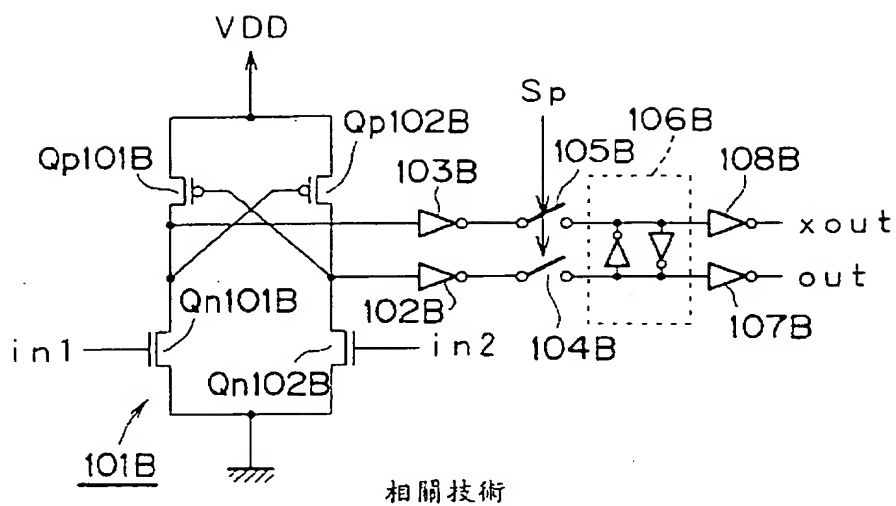 VDD
Sp
Qp101B
Qp102B
103B
105B
106B
108B
xout
out
102B
104B
107B
Qn101B
in1
in2
Qn102B
101B
相關技術